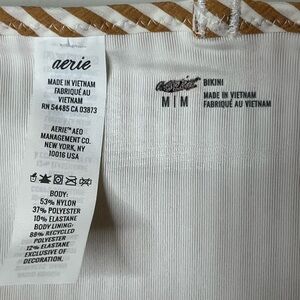 aerie
MADE IN VIETNAM
FABRIQUÉ AU
VIETNAM
RN 54485 CA 03873
AERIE™ AEO
MANAGEMENT CO.
NEW YORK, NY
10016 USA
BODY:
53% NYLON
37% POLYESTER
10% ELASTANE
BODY LINING:
88% RECYCLED
POLYESTER
12% ELASTANE
EXCLUSIVE OF
DECORATION.
aerie BIKINI
M|M MADE IN VIETNAM
FABRIQUÉ AU VIETNAM